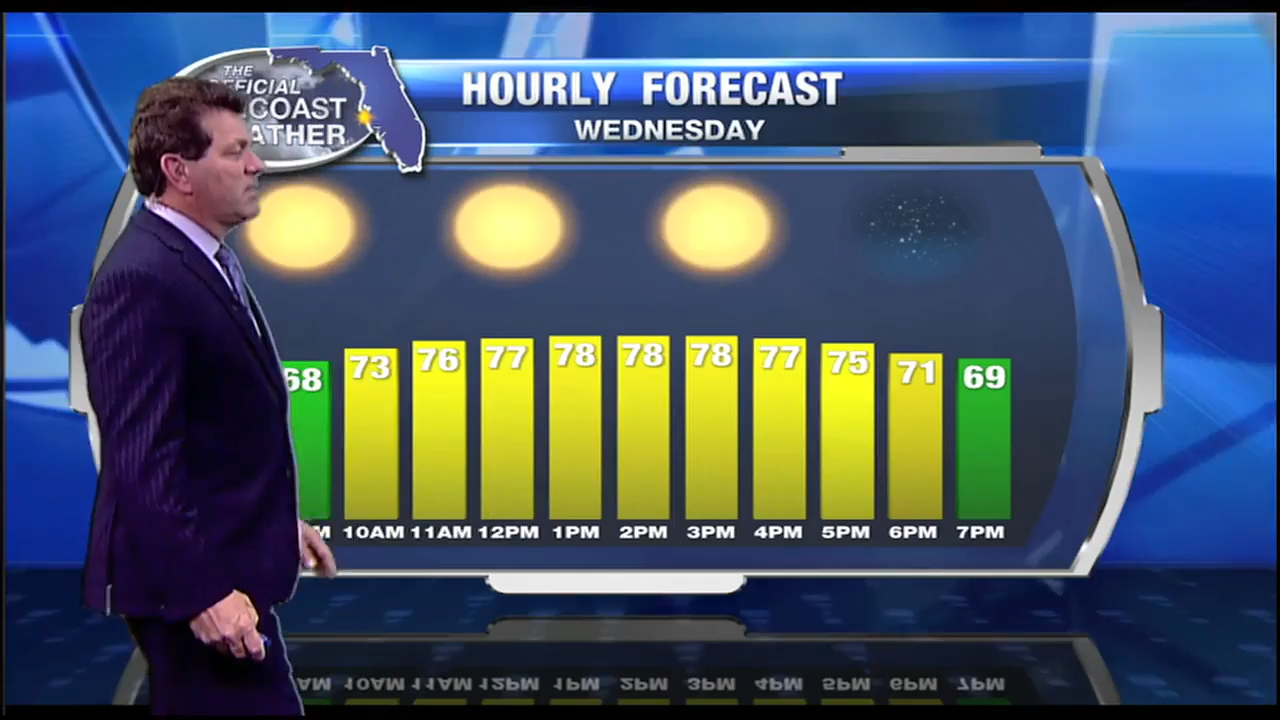 THE
COAST
HOURLY FORECAST
WEDNESDAY
68 73 76 77 78 78 78 77 75 71 69
10AM 11AM 12PM 1PM 2PM 3PM 4PM 5PM 6PM 7PM